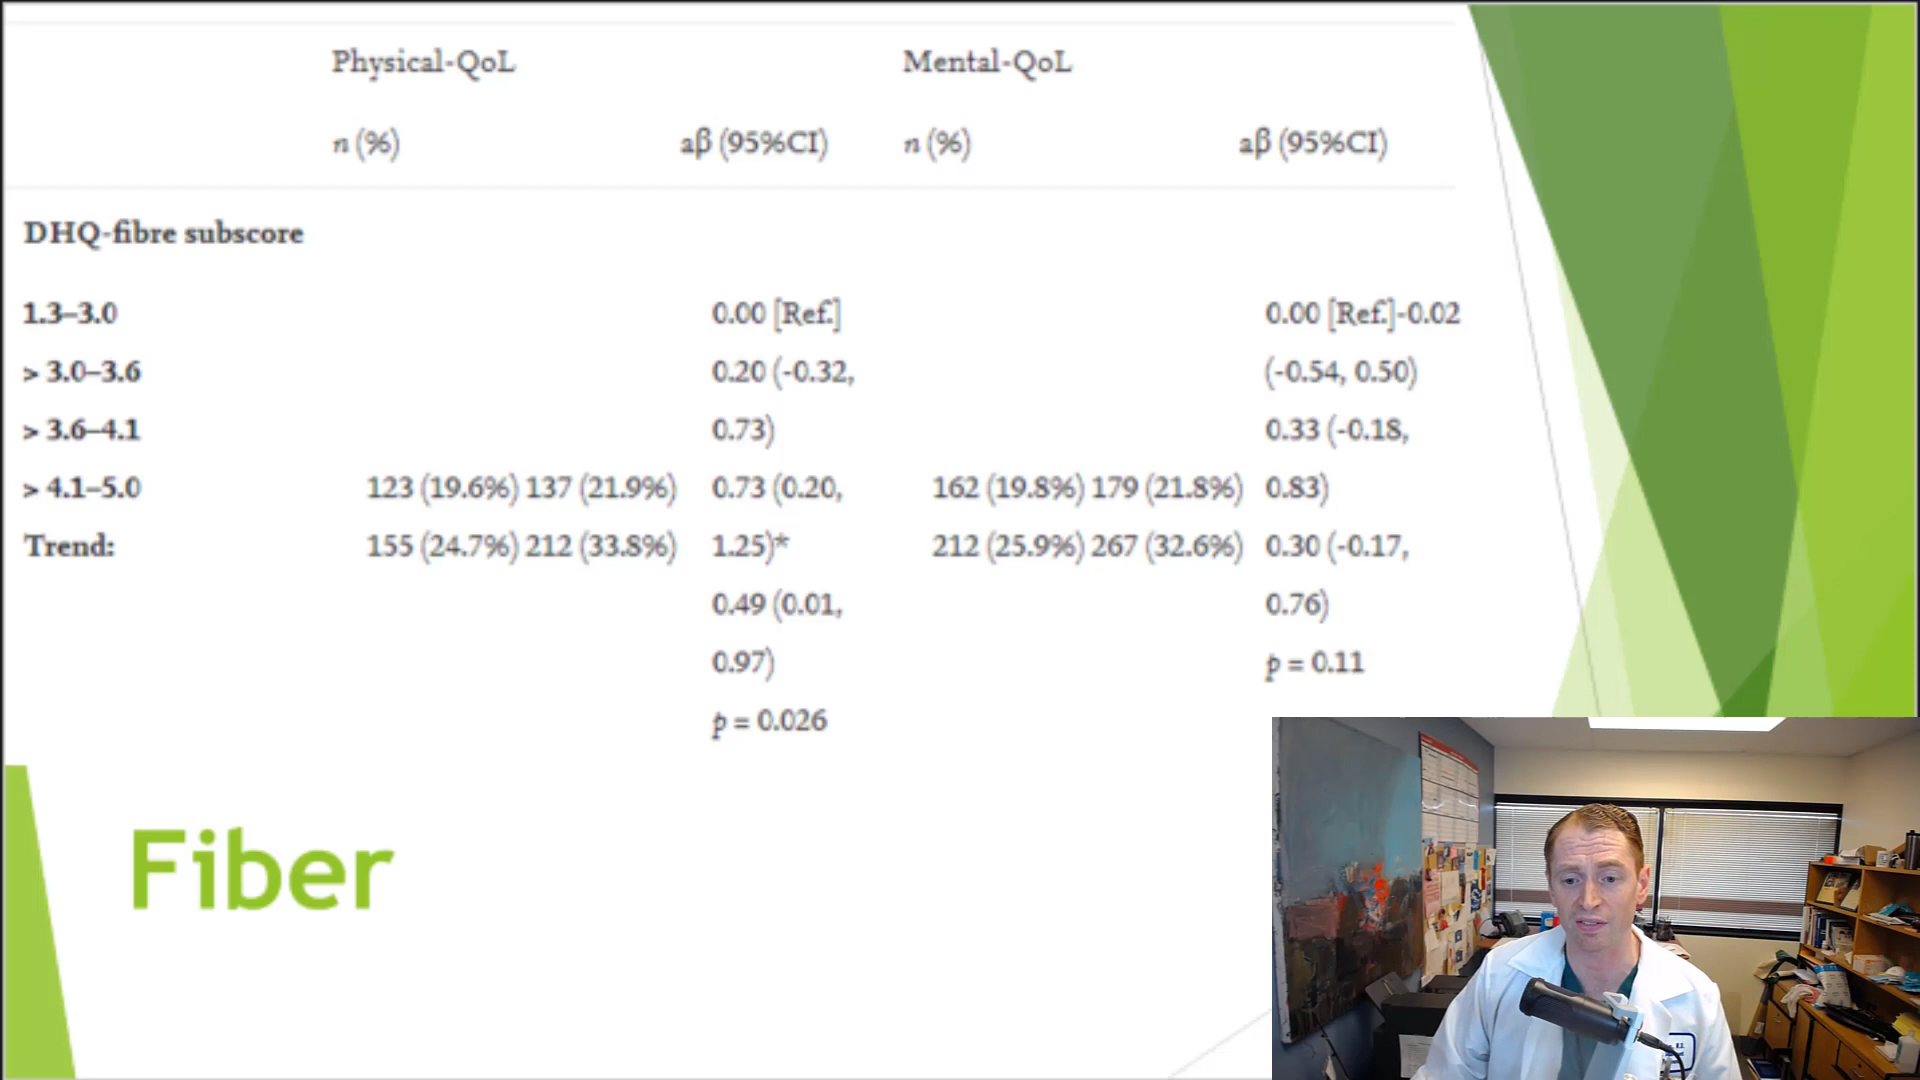 Physical-QoL Mental-QoL
n (%) aβ (95%CI) n (%) aβ (95%CI)
DHQ-fibre subscore
1.3–3.0 0.00 [Ref.] 0.00 [Ref.]-0.02
> 3.0–3.6 0.20 (-0.32, (-0.54, 0.50)
> 3.6–4.1 0.73) 0.33 (-0.18,
> 4.1–5.0 123 (19.6%) 137 (21.9%) 0.73 (0.20, 162 (19.8%) 179 (21.8%) 0.83)
Trend: 155 (24.7%) 212 (33.8%) 1.25)* 212 (25.9%) 267 (32.6%) 0.30 (-0.17,
0.49 (0.01, 0.76)
0.97) p = 0.11
p = 0.026
Fiber